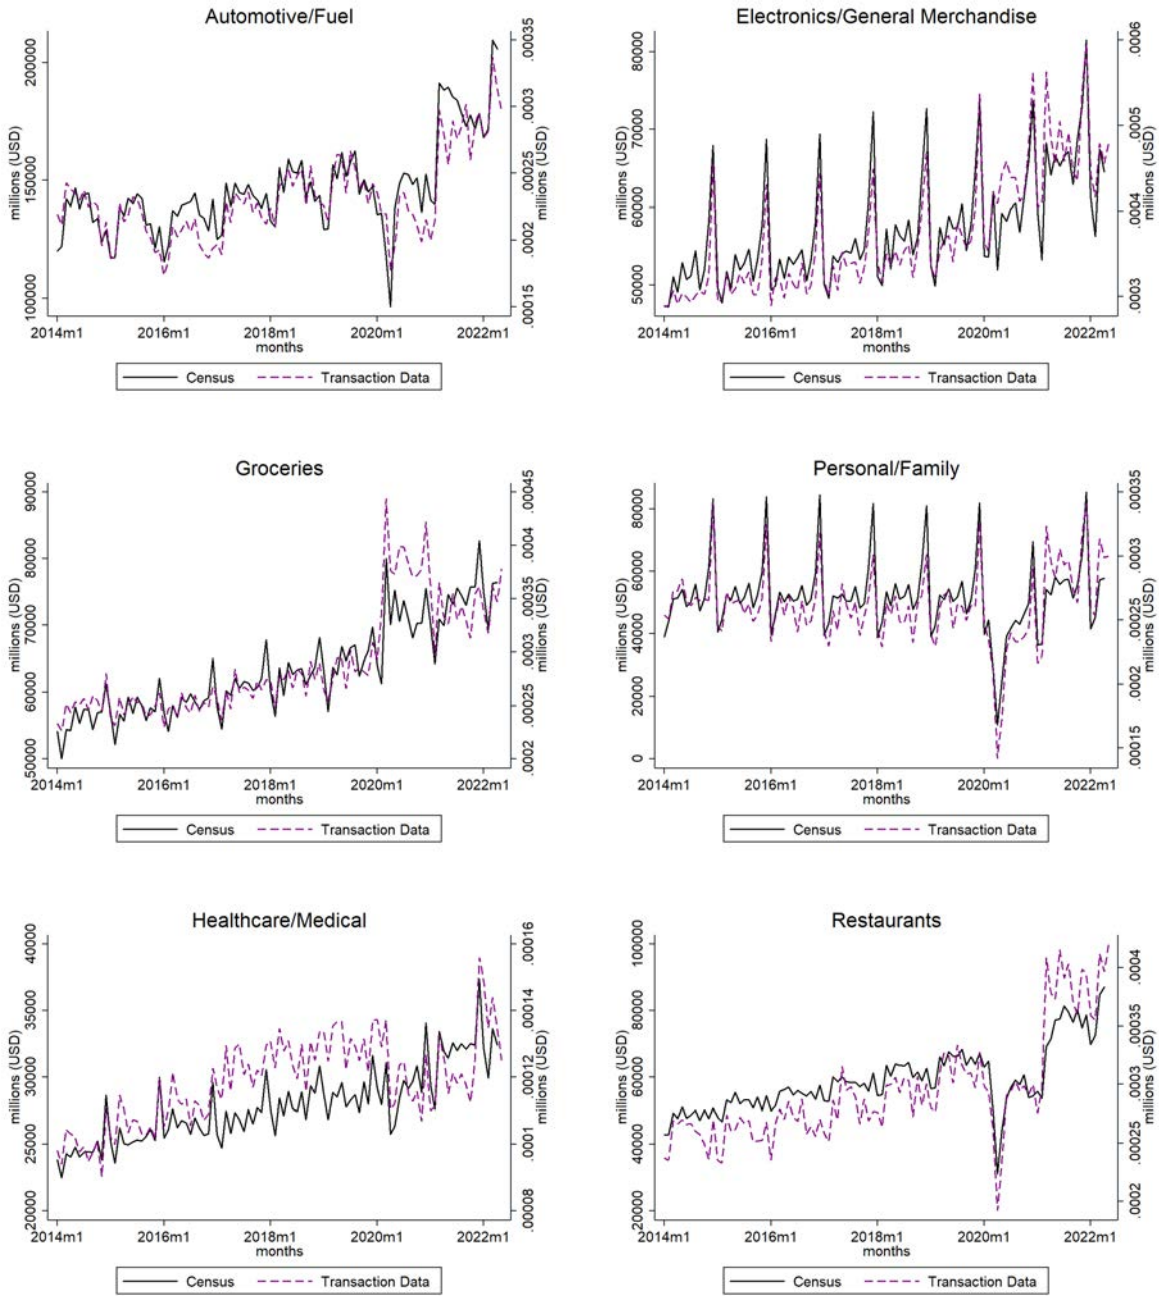 Automotive/Fuel
millions (USD)
200000
150000
100000
.00035
.0003
.00025
.0002
.00015
millions (USD)
2014m1 2016m1 2018m1 2020m1 2022m1
months
Census Transaction Data
Electronics/General Merchandise
millions (USD)
80000
70000
60000
50000
.0006
.0005
.0004
.0003
millions (USD)
2014m1 2016m1 2018m1 2020m1 2022m1
months
Census Transaction Data
Groceries
millions (USD)
90000
80000
70000
60000
50000
.00045
.0004
.00035
.0003
.00025
.0002
millions (USD)
2014m1 2016m1 2018m1 2020m1 2022m1
months
Census Transaction Data
Personal/Family
millions (USD)
80000
60000
40000
20000
0
.00035
.0003
.00025
.0002
.00015
millions (USD)
2014m1 2016m1 2018m1 2020m1 2022m1
months
Census Transaction Data
Healthcare/Medical
millions (USD)
40000
35000
30000
25000
20000
.00016
.00014
.00012
.0001
.00008
millions (USD)
2014m1 2016m1 2018m1 2020m1 2022m1
months
Census Transaction Data
Restaurants
millions (USD)
100000
80000
60000
40000
20000
.0004
.00035
.0003
.00025
.0002
millions (USD)
2014m1 2016m1 2018m1 2020m1 2022m1
months
Census Transaction Data